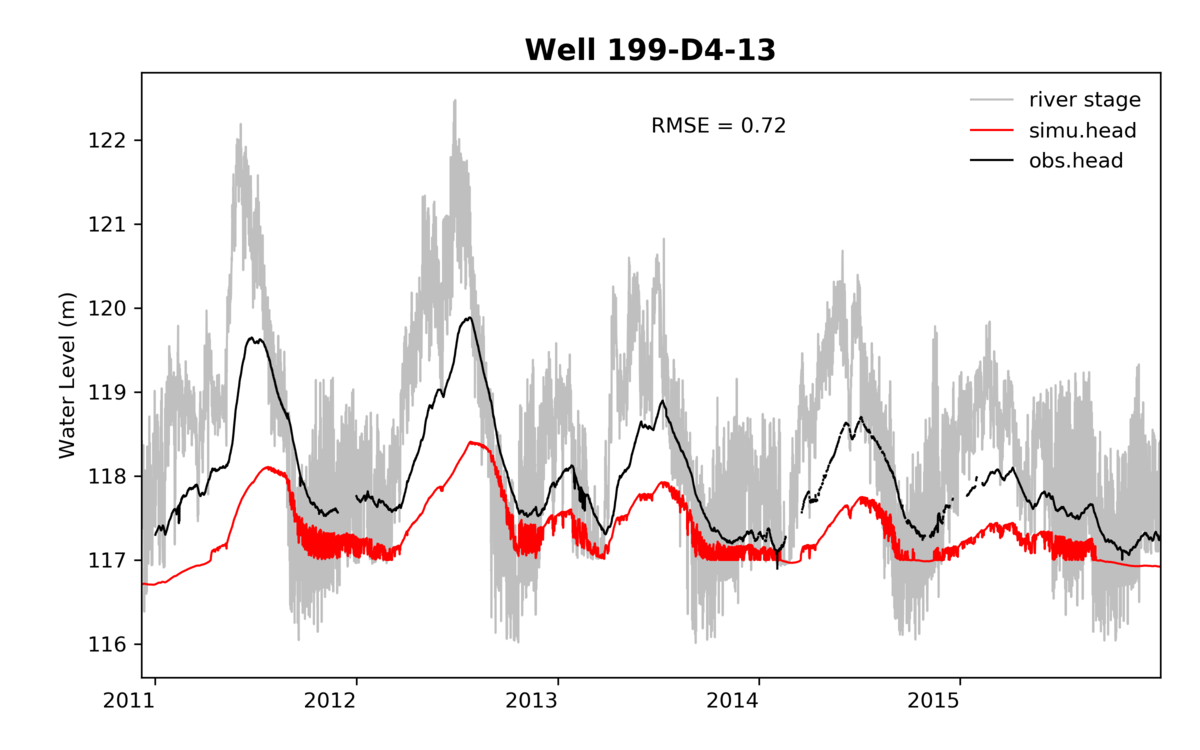 Well 199-D4-13
RMSE = 0.72
river stage
simu.head
obs.head
Water Level (m)
122
121
120
119
118
117
116
2011
2012
2013
2014
2015